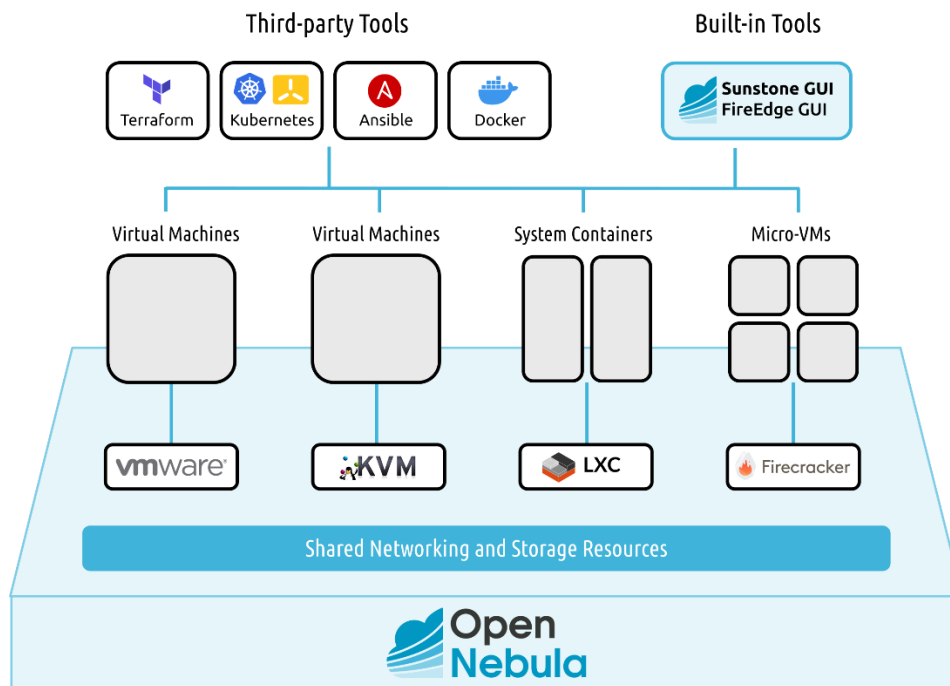 Third-party Tools
Built-in Tools
Terraform
Kubernetes
Ansible
Docker
Sunstone GUI
FireEdge GUI
Virtual Machines
Virtual Machines
System Containers
Micro-VMs
vmware®
KVM
LXC
Firecracker
Shared Networking and Storage Resources
Open
Nebula